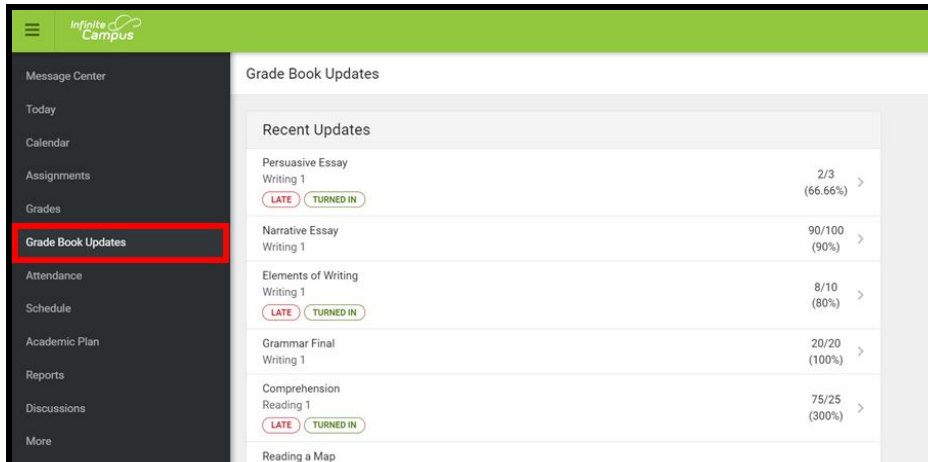 Infinite
Campus
Message Center
Today
Calendar
Assignments
Grades
Grade Book Updates
Attendance
Schedule
Academic Plan
Reports
Discussions
More
Grade Book Updates
Recent Updates
Persuasive Essay
Writing 1
LATE TURNED IN
2/3
(66.66%)
Narrative Essay
Writing 1
90/100
(90%)
Elements of Writing
Writing 1
LATE TURNED IN
8/10
(80%)
Grammar Final
Writing 1
20/20
(100%)
Comprehension
Reading 1
LATE TURNED IN
75/25
(300%)
Reading a Map